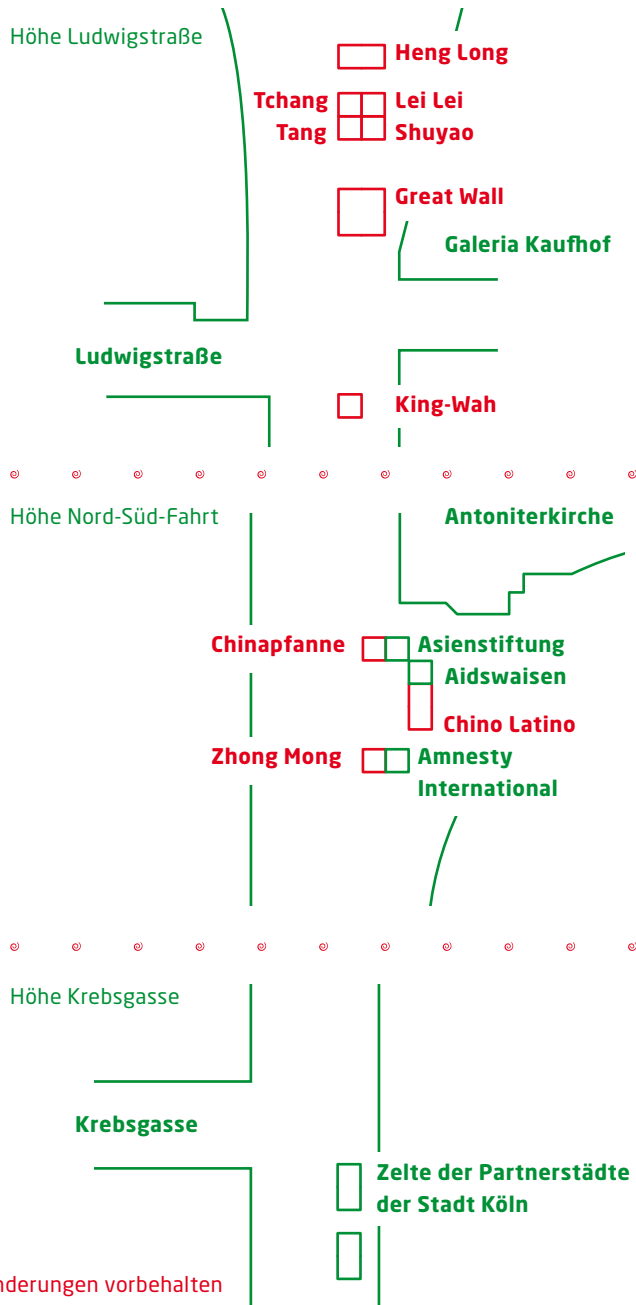 Höhe Ludwigstraße
Heng Long
Tchang
Lei Lei
Tang
Shuyao
Great Wall
Galeria Kaufhof
Ludwigstraße
King-Wah
Höhe Nord-Süd-Fahrt
Antoniterkirche
Chinapfanne
Asienstiftung
Aidswaisen
Chino Latino
Zhong Mong
Amnesty
International
Höhe Krebsgasse
Krebsgasse
Zelte der Partnerstädte
der Stadt Köln
nderungen vorbehalten